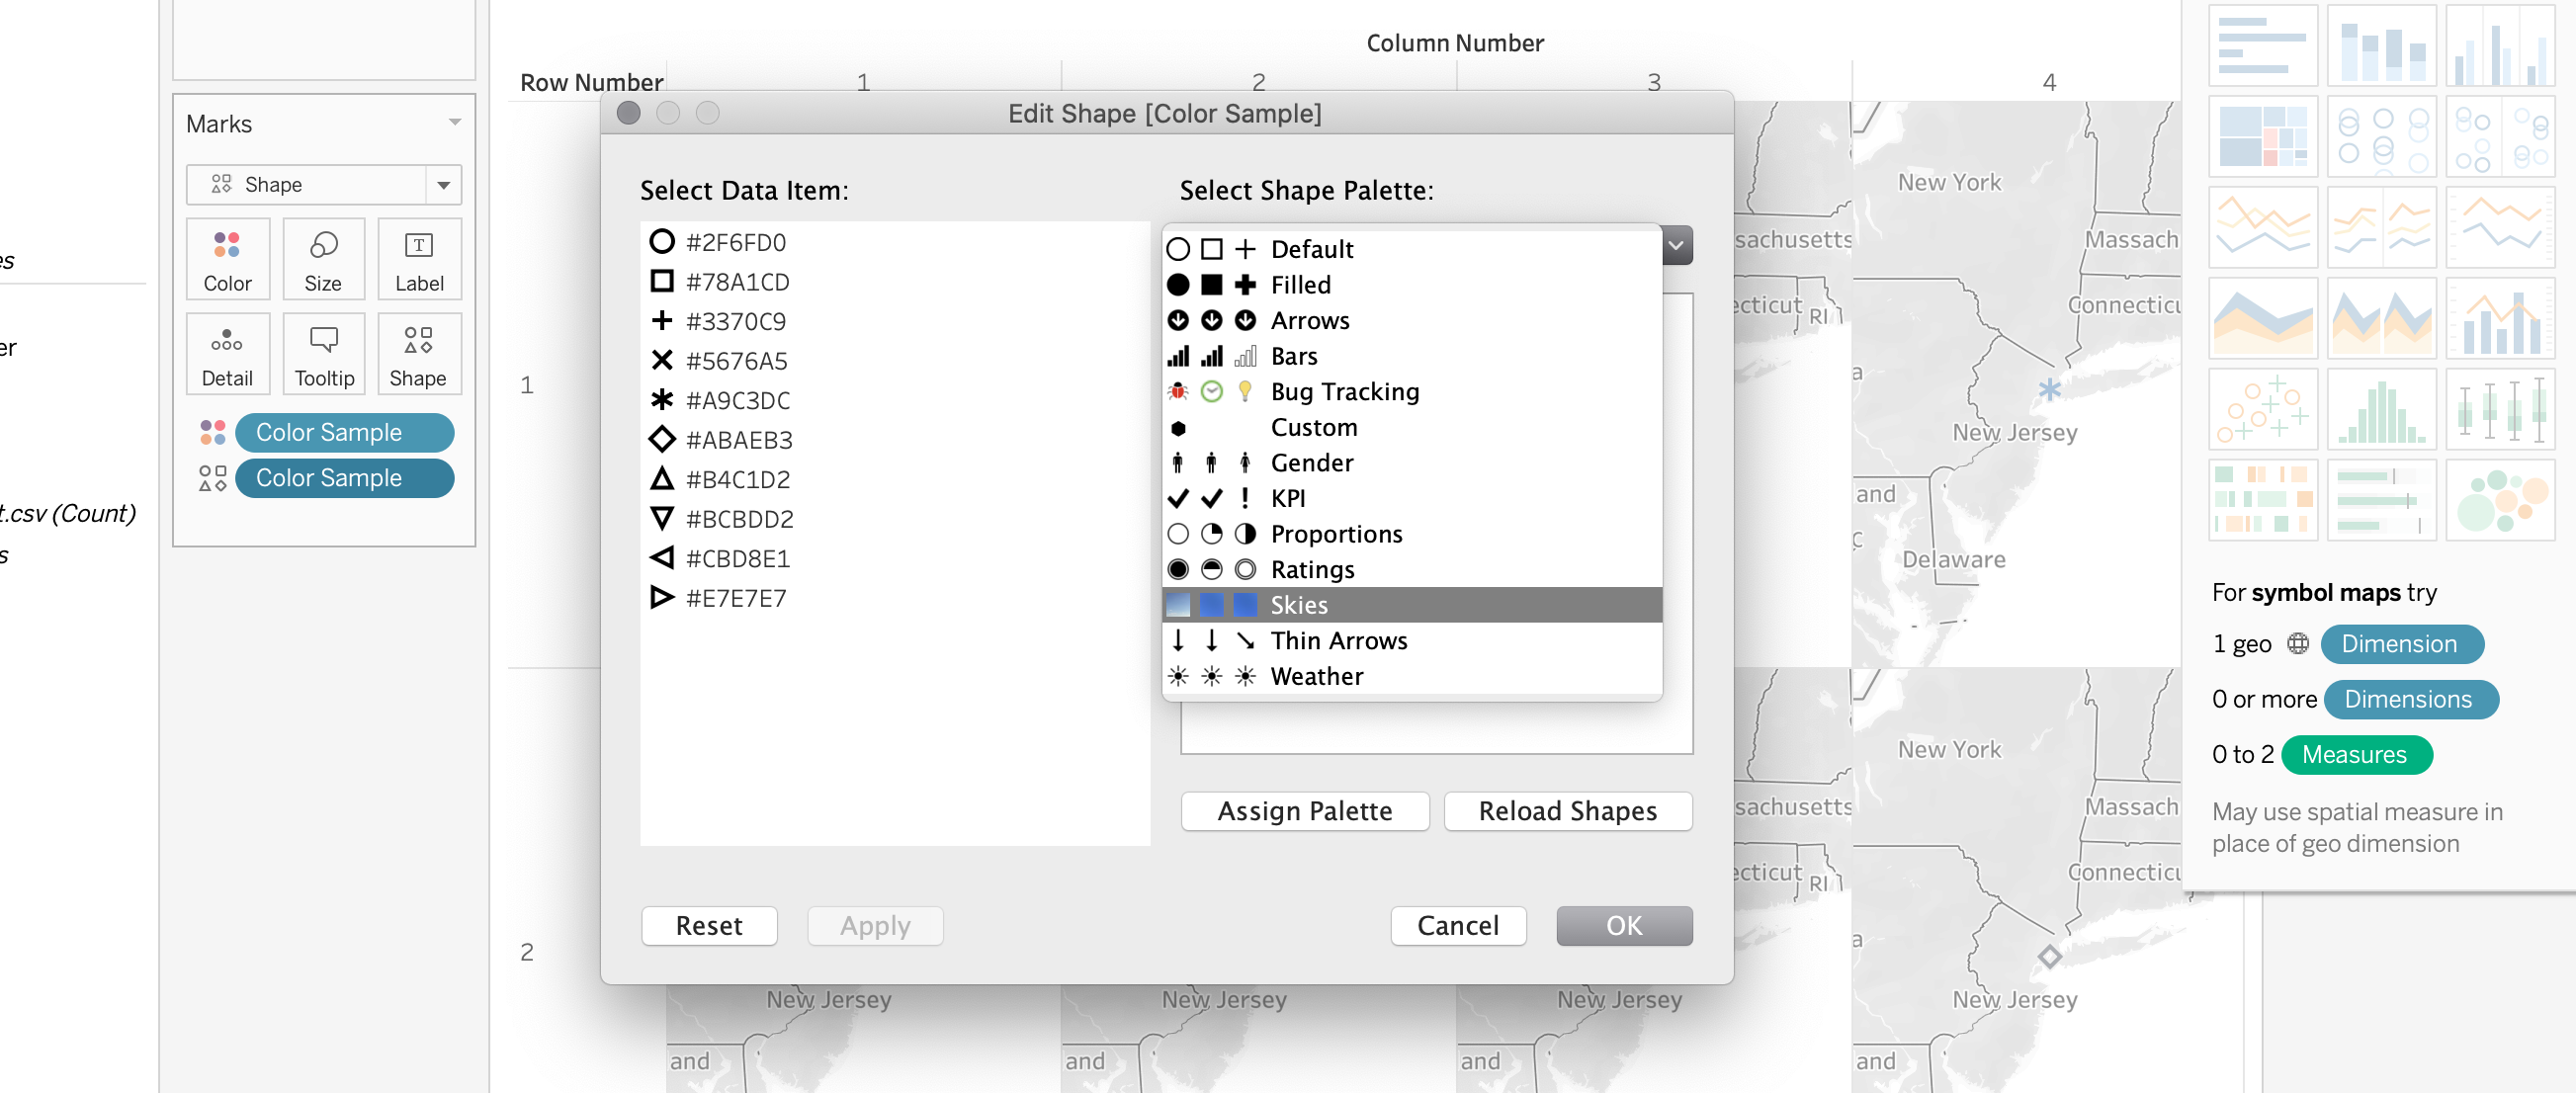 es
er
t.csv (Count)
s
Marks
Shape
Color
Size
Label
Detail
Tooltip
Shape
Color Sample
Color Sample
Column Number
Row Number
1
2
3
4
1
2
Edit Shape [Color Sample]
Select Data Item:
#2F6FD0
#78A1CD
#3370C9
#5676A5
#A9C3DC
#ABAEB3
#B4C1D2
#BCBDD2
#CBD8E1
#E7E7E7
Select Shape Palette:
Default
Filled
Arrows
Bars
Bug Tracking
Custom
Gender
KPI
Proportions
Ratings
Skies
Thin Arrows
Weather
Assign Palette
Reload Shapes
Reset
Apply
Cancel
OK
sachusetts
ecticut
RI
New York
Massach
Connecticu
a
New Jersey
and
C
Delaware
sachusetts
ecticut
RI
New York
Massach
Connecticu
a
New Jersey
New Jersey
New Jersey
New Jersey
and
and
and
and
For symbol maps try
1 geo Dimension
0 or more Dimensions
0 to 2 Measures
May use spatial measure in
place of geo dimension